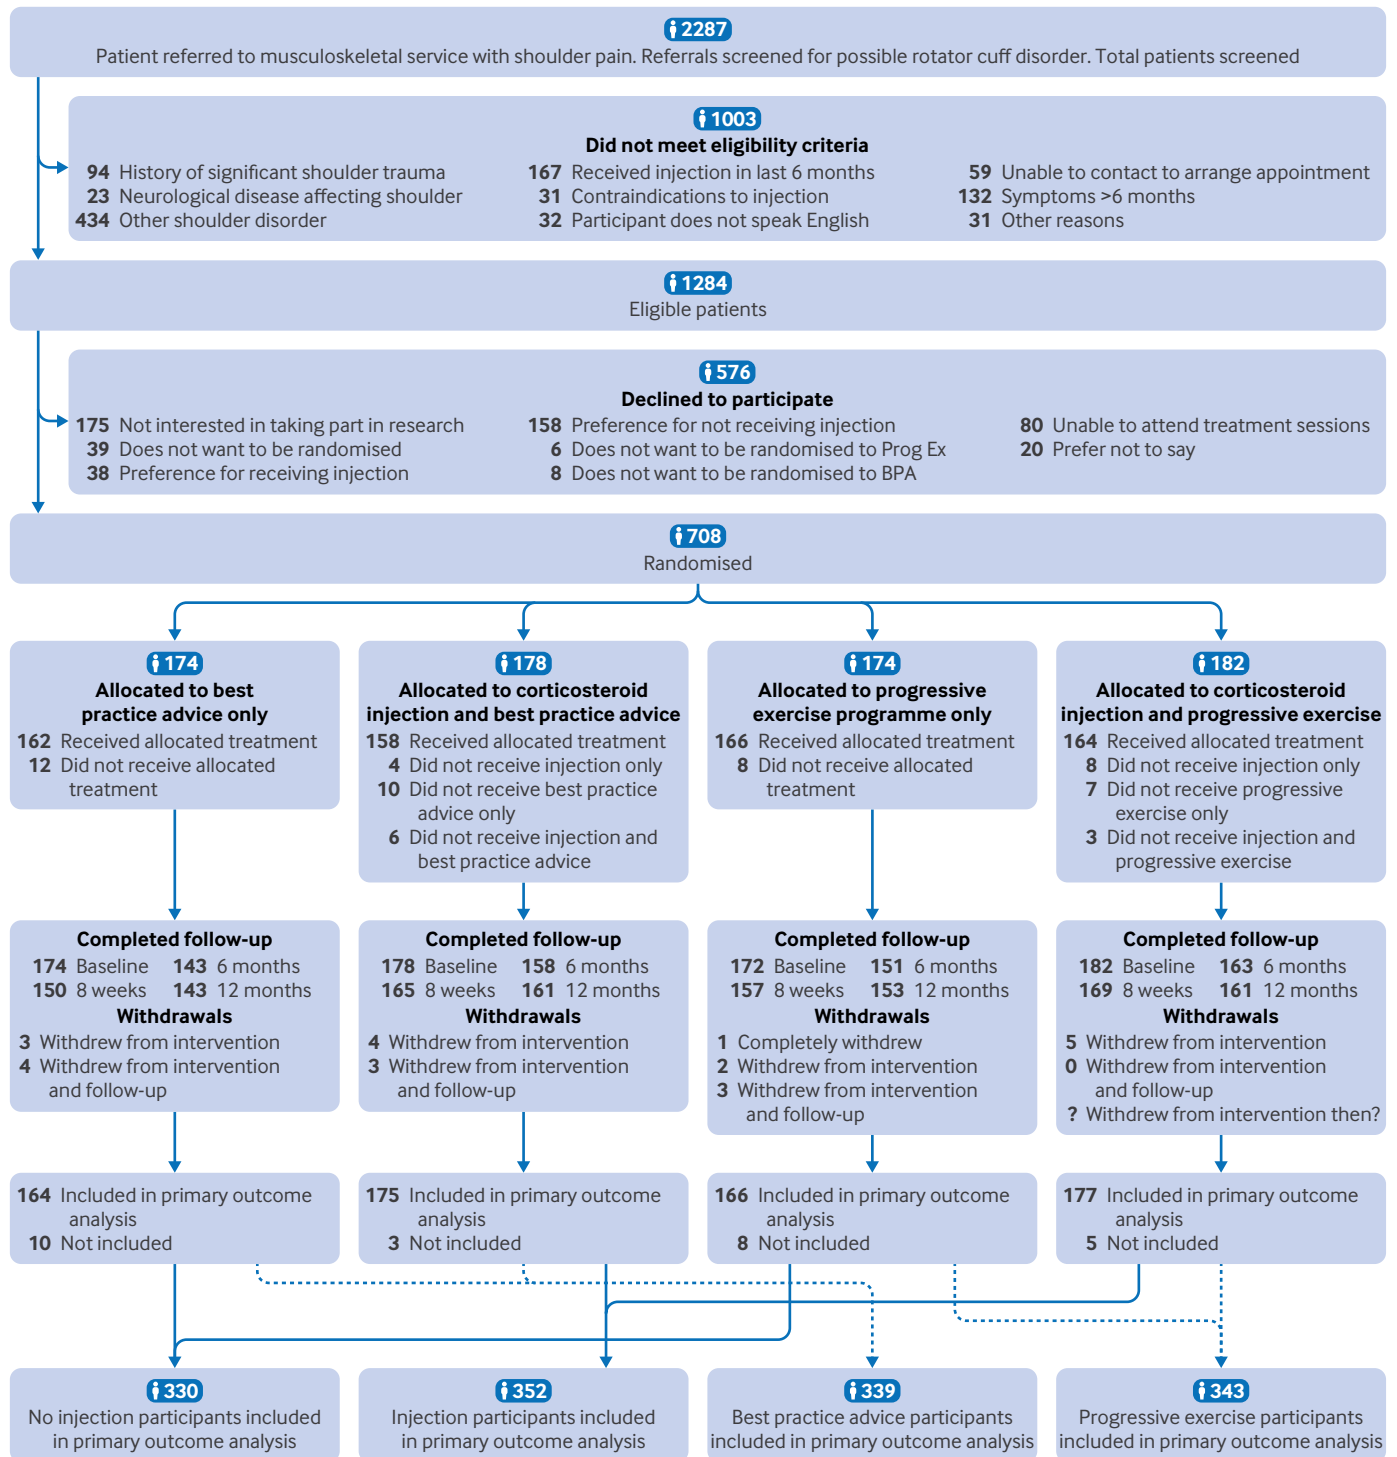 2287
Patient referred to musculoskeletal service with shoulder pain. Referrals screened for possible rotator cuff disorder. Total patients screened
1003
Did not meet eligibility criteria
94 History of significant shoulder trauma
23 Neurological disease affecting shoulder
434 Other shoulder disorder
167 Received injection in last 6 months
31 Contraindications to injection
32 Participant does not speak English
59 Unable to contact to arrange appointment
132 Symptoms >6 months
31 Other reasons
1284
Eligible patients
576
Declined to participate
175 Not interested in taking part in research
39 Does not want to be randomised
38 Preference for receiving injection
158 Preference for not receiving injection
6 Does not want to be randomised to Prog Ex
8 Does not want to be randomised to BPA
80 Unable to attend treatment sessions
20 Prefer not to say
708
Randomised
174
Allocated to best
practice advice only
162 Received allocated treatment
12 Did not receive allocated
treatment
178
Allocated to corticosteroid
injection and best practice advice
158 Received allocated treatment
4 Did not receive injection only
10 Did not receive best practice
advice only
6 Did not receive injection and
best practice advice
174
Allocated to progressive
exercise programme only
166 Received allocated treatment
8 Did not receive allocated
treatment
182
Allocated to corticosteroid
injection and progressive exercise
164 Received allocated treatment
8 Did not receive injection only
7 Did not receive progressive
exercise only
3 Did not receive injection and
progressive exercise
Completed follow-up
174 Baseline 143 6 months
150 8 weeks 143 12 months
Withdrawals
3 Withdrew from intervention
4 Withdrew from intervention
and follow-up
Completed follow-up
178 Baseline 158 6 months
165 8 weeks 161 12 months
Withdrawals
4 Withdrew from intervention
3 Withdrew from intervention
and follow-up
Completed follow-up
172 Baseline 151 6 months
157 8 weeks 153 12 months
Withdrawals
1 Completely withdrew
2 Withdrew from intervention
3 Withdrew from intervention
and follow-up
Completed follow-up
182 Baseline 163 6 months
169 8 weeks 161 12 months
Withdrawals
5 Withdrew from intervention
0 Withdrew from intervention
and follow-up
? Withdrew from intervention then?
164 Included in primary outcome
analysis
10 Not included
175 Included in primary outcome
analysis
3 Not included
166 Included in primary outcome
analysis
8 Not included
177 Included in primary outcome
analysis
5 Not included
330
No injection participants included
in primary outcome analysis
352
Injection participants included
in primary outcome analysis
339
Best practice advice participants
included in primary outcome analysis
343
Progressive exercise participants
included in primary outcome analysis